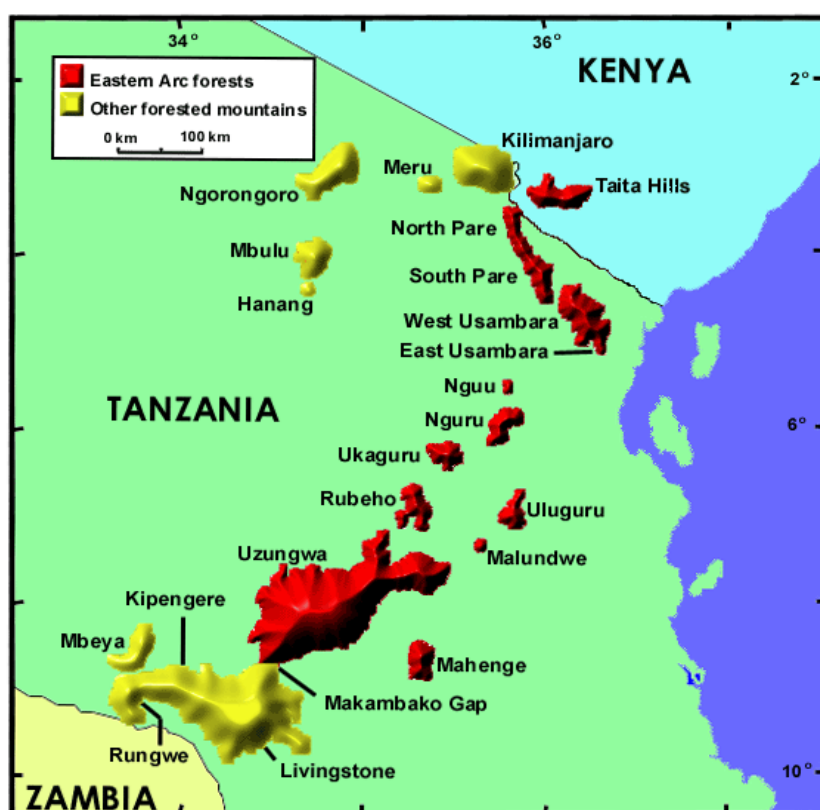 34°
36°
KENYA
2°
Eastern Arc forests
Other forested mountains
0 km 100 km
Kilimanjaro
Meru
Taita Hills
Ngorongoro
North Pare
Mbulu
South Pare
Hanang
West Usambara
East Usambara
Nguu
TANZANIA
Nguru
6°
Ukaguru
Rubeho
Uluguru
Uzungwa
Malundwe
Kipengere
Mbeya
Mahenge
Makambako Gap
Rungwe
Livingstone
10°
ZAMBIA